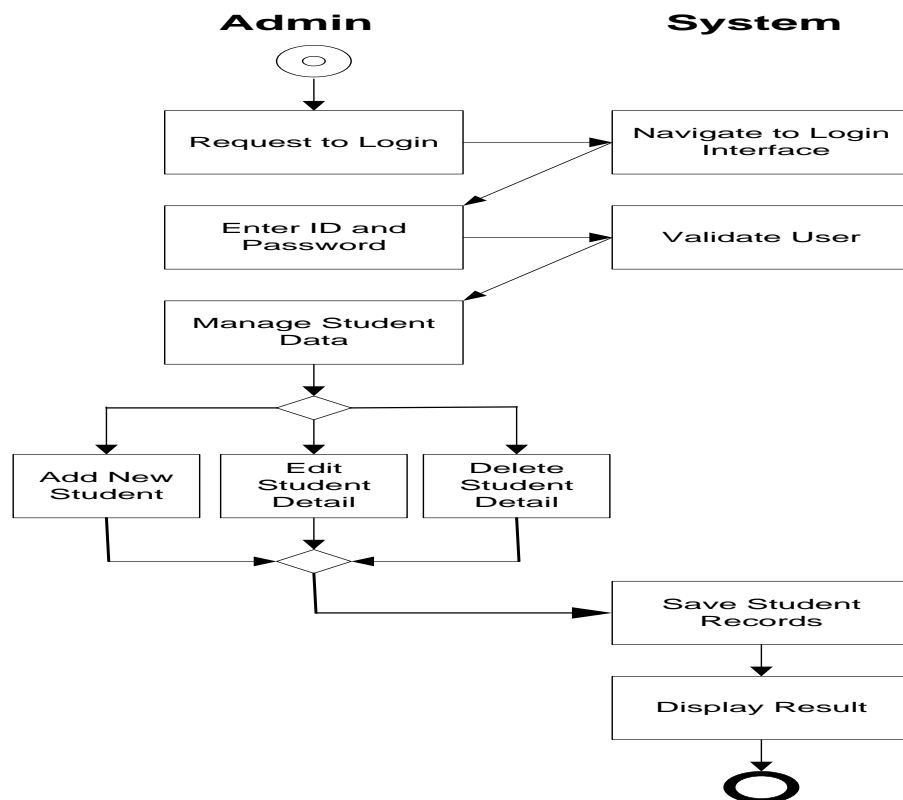 Admin
System
Request to Login
Navigate to Login
Interface
Enter ID and
Password
Validate User
Manage Student
Data
Add New
Student
Edit
Student
Detail
Delete
Student
Detail
Save Student
Records
Display Result